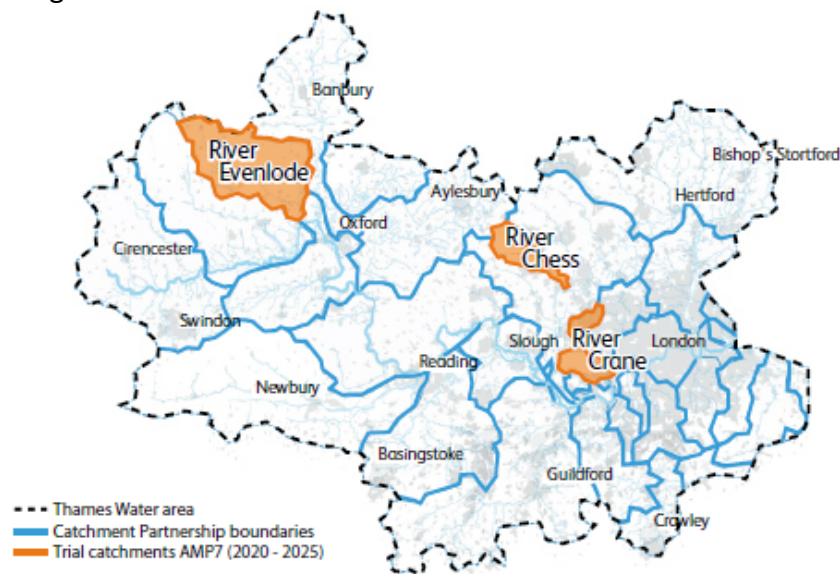 Banbury
River
Evenlode
Bishop's Stortford
Aylesbury
Hertford
Oxford
River
Chess
Cirencester
Swindon
Slough
River
Crane
London
Reading
Newbury
Basingstoke
Guildford
Crawley
Thames Water area
Catchment Partnership boundaries
Trial catchments AMP7 (2020 - 2025)